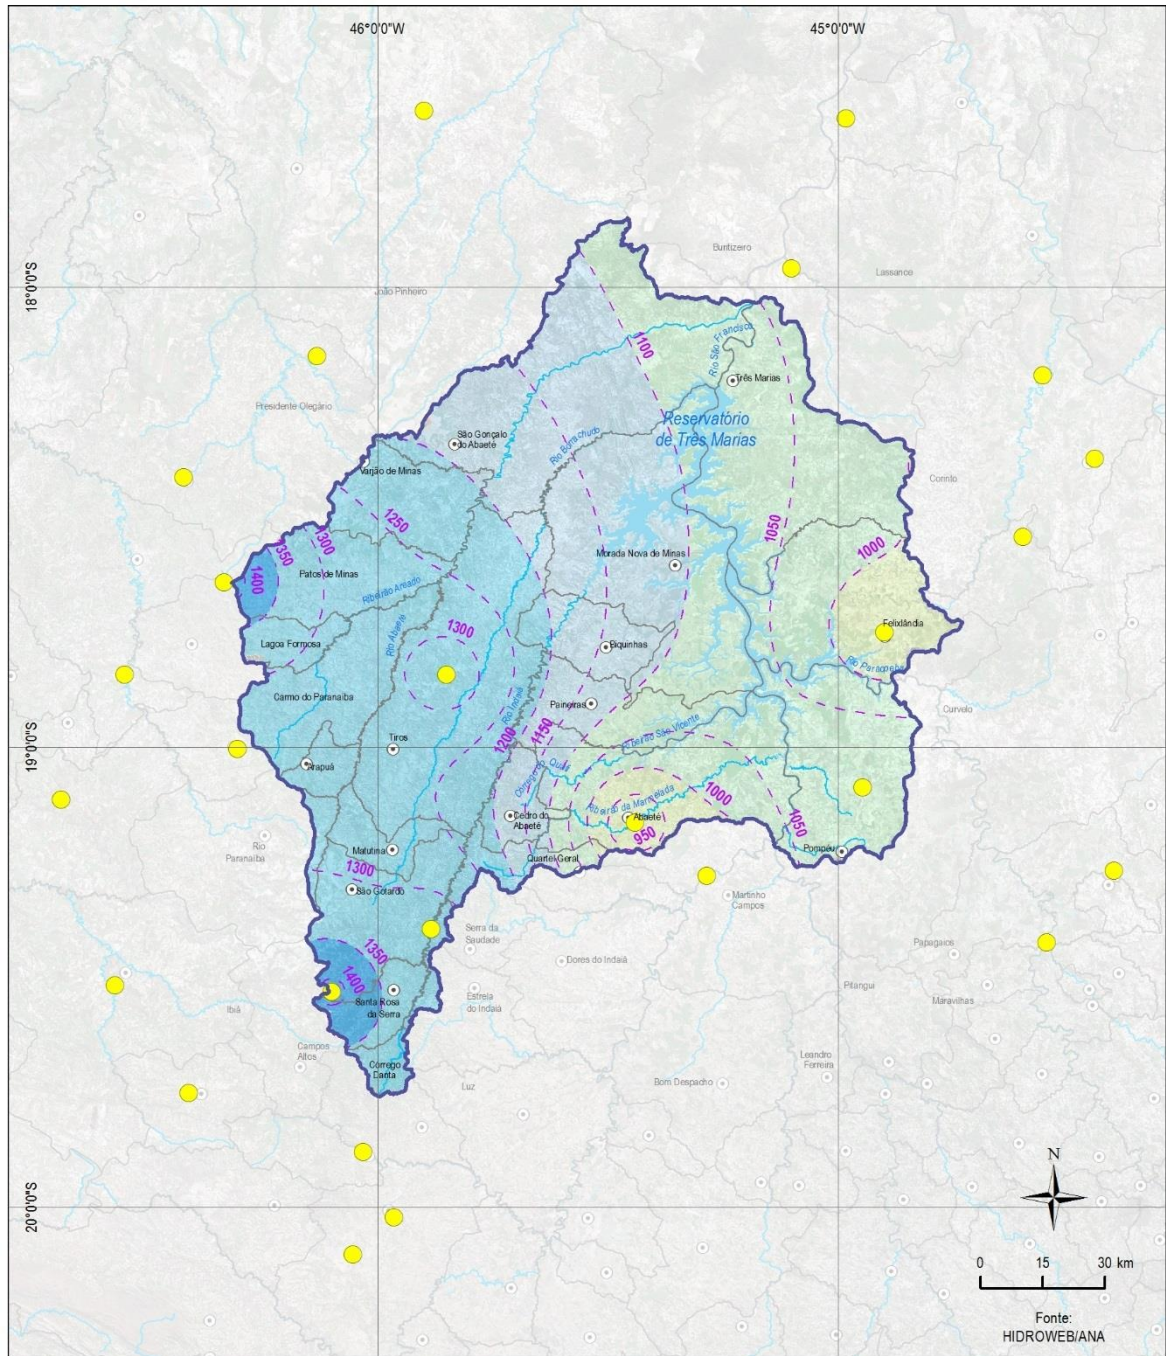 46°0'0"W
45°0'0"W
Buritizeiro
Lassance
18°0'0"S
João Pinheiro
1100
Rio São Francisco
Três Marias
Presidente Olegário
Reservatório
de Três Marias
São Gonçalo
do Abaeté
Rio Borrachudo
Varjão de Minas
Corinto
1250
1050
1300
1350
1400
Patos de Minas
Morada Nova de Minas
1000
Ribeirão Areado
Felixlândia
Rio Abaeté
1300
Lagoa Formosa
Biquinhas
Rio Paraopeba
Carmo do Paranaíba
Rio Indaiá
Paineiras
Curvelo
Tiros
1200
1150
Ribeirão São Vicente
Arapuá
Ribeirão da Marmelada
1000
Cedro do
Abaeté
Abaeté
950
1050
Rio
Paranaíba
Matutina
Quartel Geral
Pompéu
1300
São Gotardo
Martinho
Campos
Serra da
Saudade
1350
Papagaios
Dores do Indaiá
1400
Pitangui
Santa Rosa
da Serra
Estrela
do Indaiá
Maravilhas
Ibiá
Campos
Altos
Córrego
Danta
Leandro
Ferreira
Luz
Bom Despacho
19°0'0"S
20°0'0"S
N
0 15 30 km
Fonte:
HIDROWEB/ANA